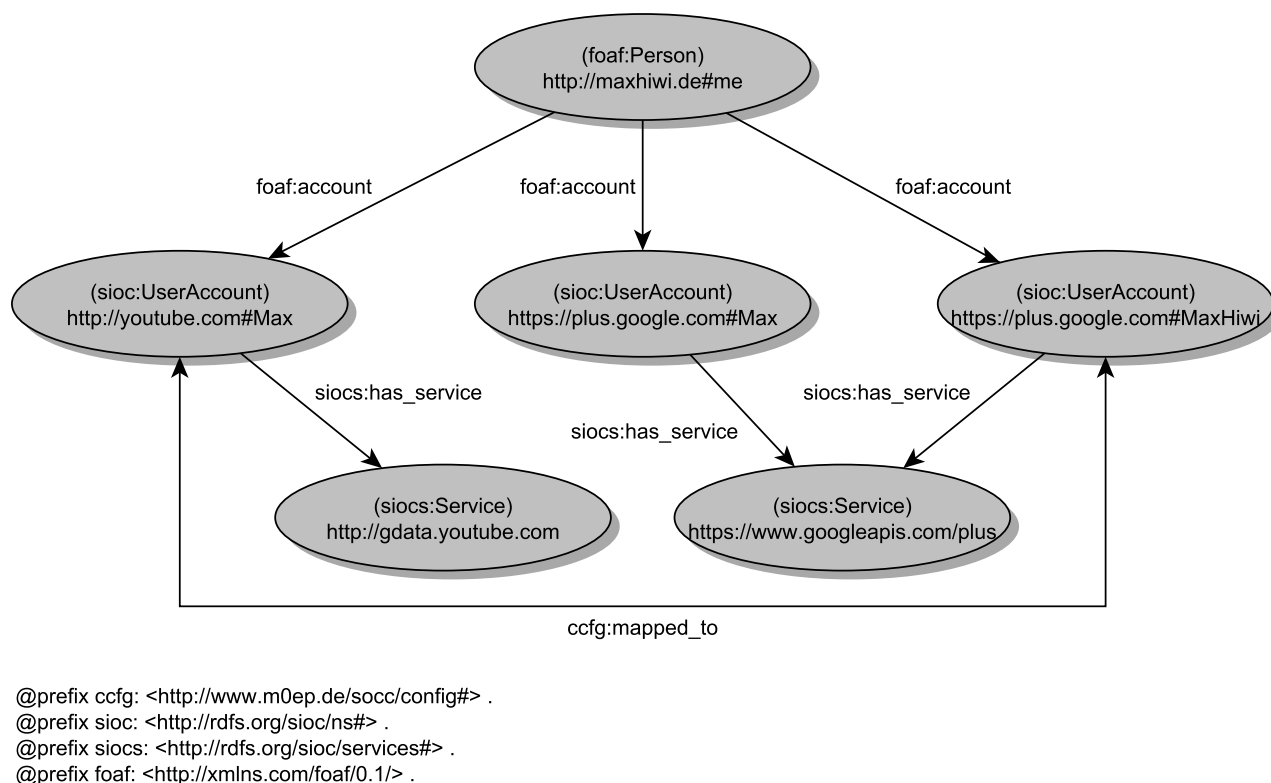 (foaf:Person)
http://maxhiwi.de#me
foaf:account
foaf:account
foaf:account
(sioc:UserAccount)
http://youtube.com#Max
(sioc:UserAccount)
https://plus.google.com#Max
(sioc:UserAccount)
https://plus.google.com#MaxHiwi
siocs:has_service
siocs:has_service
siocs:has_service
(siocs:Service)
http://gdata.youtube.com
(siocs:Service)
https://www.googleapis.com/plus
ccfg:mapped_to
@prefix ccfg: <http://www.m0ep.de/socc/config#> .
@prefix sioc: <http://rdfs.org/sioc/ns#> .
@prefix siocs: <http://rdfs.org/sioc/services#> .
@prefix foaf: <http://xmlns.com/foaf/0.1/> .